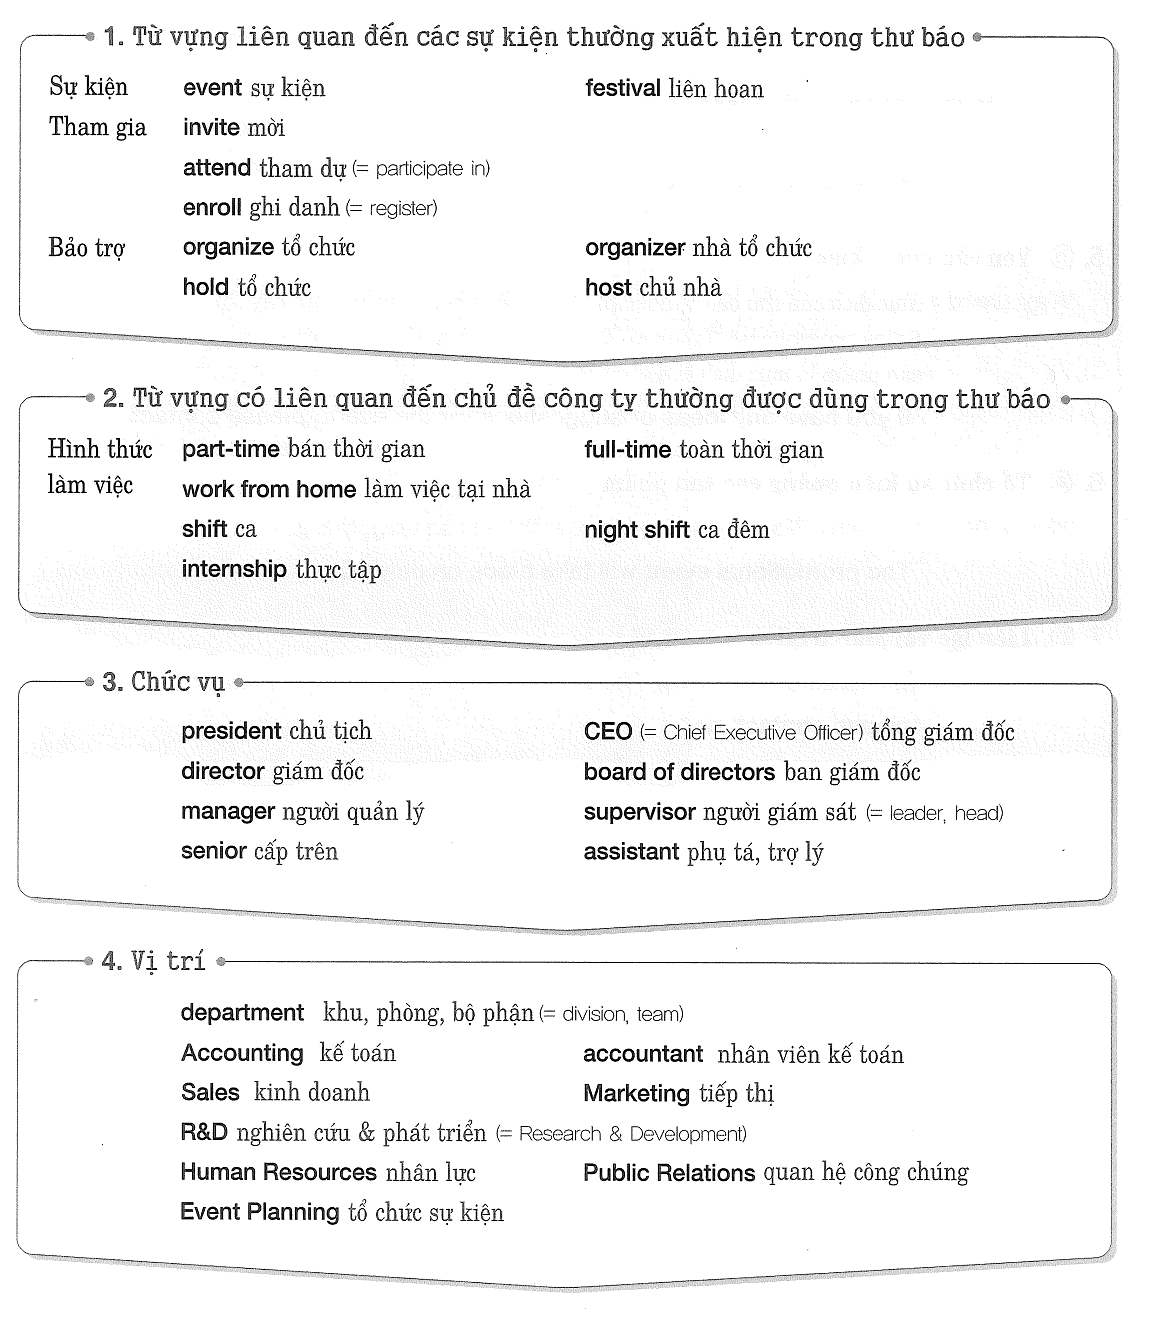 1. Từ vựng liên quan đến các sự kiện thường xuất hiện trong thư báo
Sự kiện event sự kiện festival liên hoan
Tham gia invite mời
attend tham dự (= participate in)
enroll ghi danh (= register)
Bảo trợ organize tổ chức organizer nhà tổ chức
hold tổ chức host chủ nhà
2. Từ vựng có liên quan đến chủ đề công ty thường được dùng trong thư báo
Hình thức part-time bán thời gian full-time toàn thời gian
làm việc work from home làm việc tại nhà
shift ca night shift ca đêm
internship thực tập
3. Chức vụ
president chủ tịch CEO (= Chief Executive Officer) tổng giám đốc
director giám đốc board of directors ban giám đốc
manager người quản lý supervisor người giám sát (= leader, head)
senior cấp trên assistant phụ tá, trợ lý
4. Vị trí
department khu, phòng, bộ phận (= division, team)
Accounting kế toán accountant nhân viên kế toán
Sales kinh doanh Marketing tiếp thị
R&D nghiên cứu & phát triển (= Research & Development)
Human Resources nhân lực Public Relations quan hệ công chúng
Event Planning tổ chức sự kiện